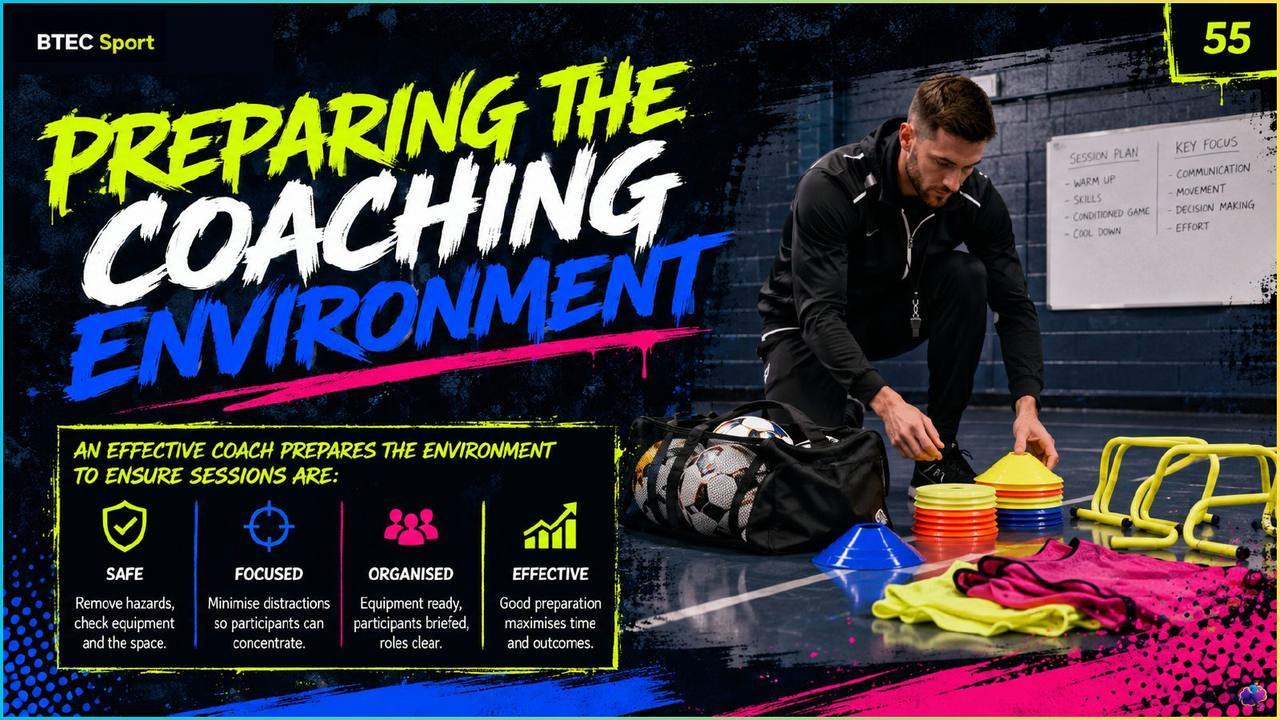 BTEC Sport
55
PREPARING THE
COACHING
ENVIRONMENT
SESSION PLAN
- WARM UP
- SKILLS
- CONDITIONED GAME
- COOL DOWN
KEY FOCUS
- COMMUNICATION
- MOVEMENT
- DECISION MAKING
- EFFORT
AN EFFECTIVE COACH PREPARES THE ENVIRONMENT
TO ENSURE SESSIONS ARE:
SAFE
Remove hazards,
check equipment
and the space.
FOCUSED
Minimise distractions
so participants can
concentrate.
ORGANISED
Equipment ready,
participants briefed,
roles clear.
EFFECTIVE
Good preparation
maximises time
and outcomes.